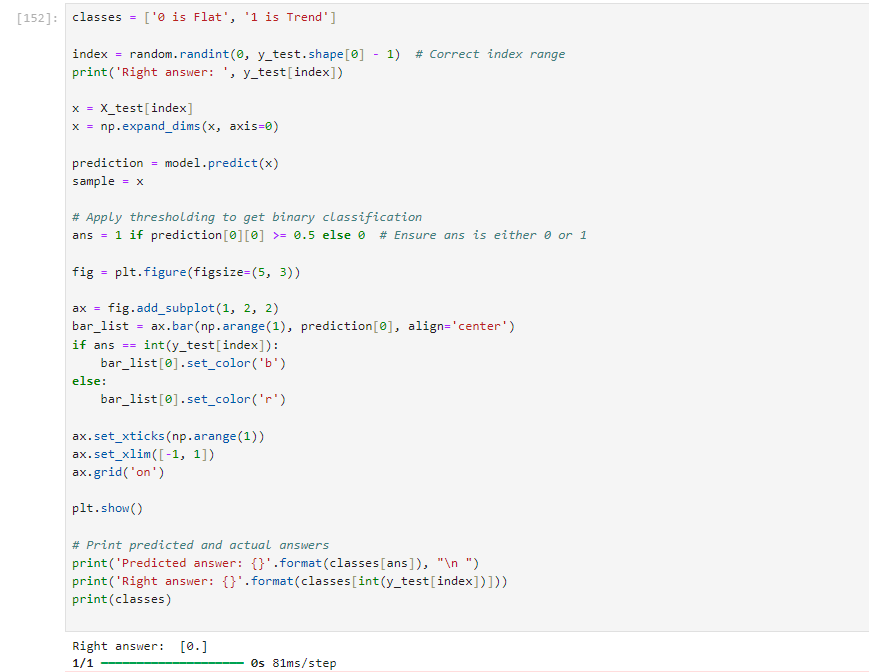 [152]: classes = ['0 is Flat', '1 is Trend']
index = random.randint(0, y_test.shape[0] - 1)  # Correct index range
print('Right answer: ', y_test[index])
x = X_test[index]
x = np.expand_dims(x, axis=0)
prediction = model.predict(x)
sample = x
# Apply thresholding to get binary classification
ans = 1 if prediction[0][0] >= 0.5 else 0  # Ensure ans is either 0 or 1
fig = plt.figure(figsize=(5, 3))
ax = fig.add_subplot(1, 2, 2)
bar_list = ax.bar(np.arange(1), prediction[0], align='center')
if ans == int(y_test[index]):
    bar_list[0].set_color('b')
else:
    bar_list[0].set_color('r')
ax.set_xticks(np.arange(1))
ax.set_xlim([-1, 1])
ax.grid('on')
plt.show()
# Print predicted and actual answers
print('Predicted answer: {}'.format(classes[ans]), "\n ")
print('Right answer: {}'.format(classes[int(y_test[index])]))
print(classes)
Right answer:  [0.]
1/1 0s 81ms/step